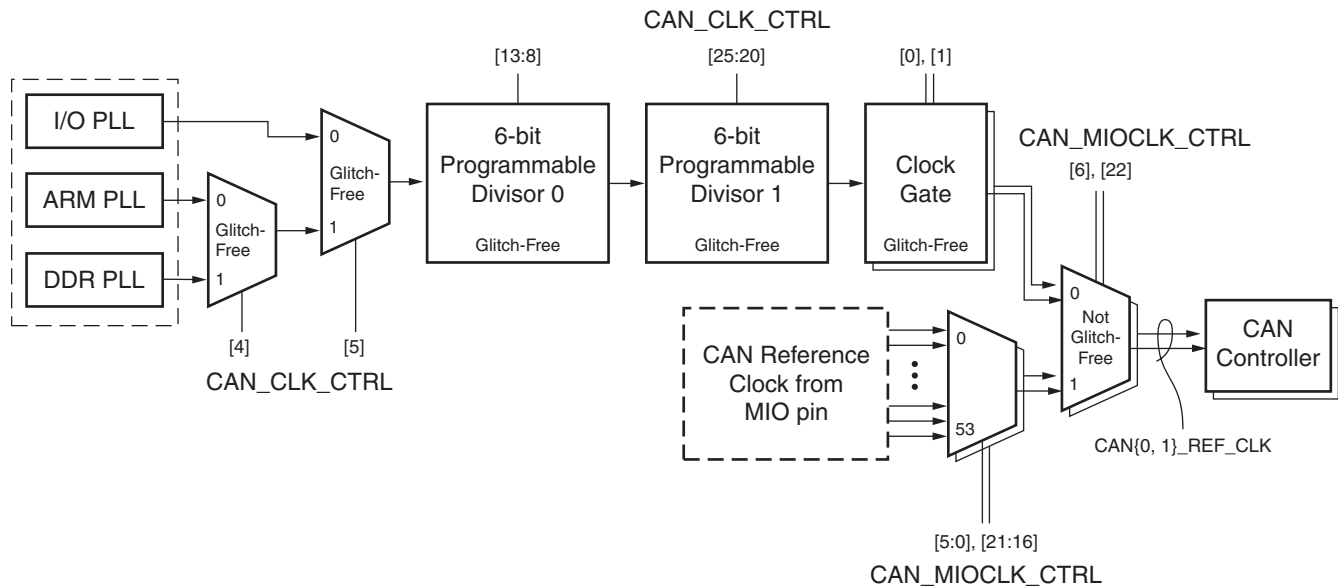 CAN_CLK_CTRL
[13:8]
[25:20]
[0], [1]
I/O PLL
ARM PLL
DDR PLL
0
Glitch-
Free
1
[4]
0
Glitch-
Free
1
[5]
CAN_CLK_CTRL
6-bit
Programmable
Divisor 0
Glitch-Free
6-bit
Programmable
Divisor 1
Glitch-Free
Clock
Gate
Glitch-Free
CAN_MIOCLK_CTRL
[6], [22]
CAN Reference
Clock from
MIO pin
0
53
[5:0], [21:16]
CAN_MIOCLK_CTRL
0
Not
Glitch-
Free
1
CAN{0, 1}_REF_CLK
CAN
Controller